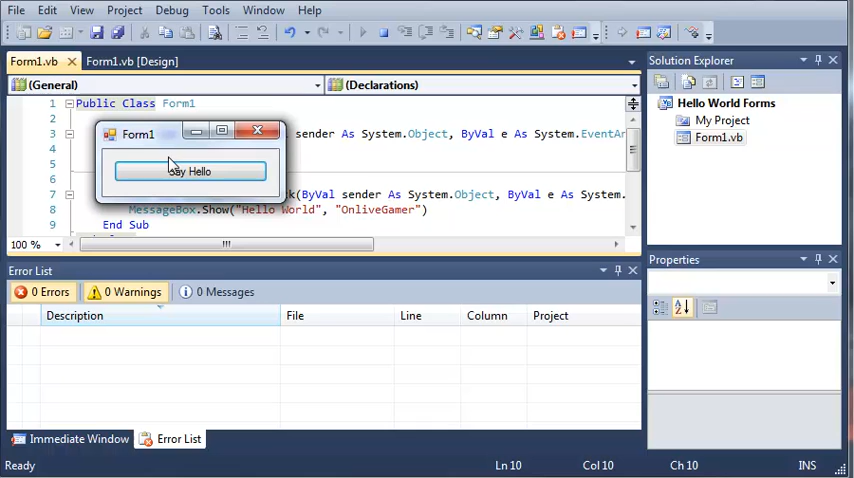 File Edit View Project Debug Data Tools Window Help
Form1.vb Form1.vb [Design]
(General) (Declarations)
1 Public Class Form1
2
3 sender As System.Object, ByVal e As System.EventAr
4
5
6
7 k(ByVal sender As System.Object, ByVal e As System.
8 MessageBox.Show("Hello World", "OnliveGamer")
9 End Sub
100 %
Form1
Say Hello
Error List
0 Errors 0 Warnings 0 Messages
Description File Line Column Project
Immediate Window Error List
Solution Explorer
Hello World Forms
My Project
Form1.vb
Properties
Ready Ln 10 Col 10 Ch 10 INS